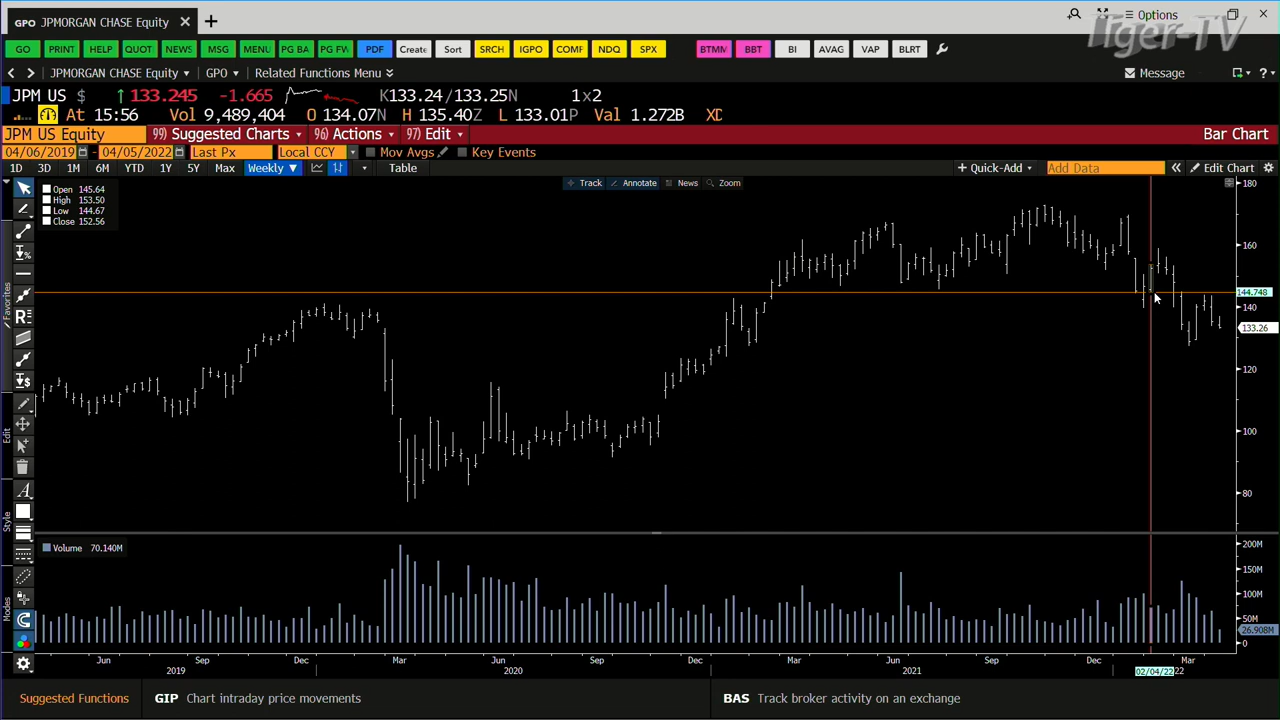 GPO JPMORGAN CHASE Equity × +
Options
Tiger-TV
GO PRINT HELP QUOT NEWS MSG MENU PG BA PG FW PDF Create Sort SRCH IGPO COMF NDQ SPX BTMM BBT BI AVAG VAP BLRT
JPMORGAN CHASE Equity GPO Related Functions Menu Message
JPM US $ 133.245 -1.665 K133.24/133.25N 1x2
At 15:56 Vol 9,489,404 O 134.07N H 135.40Z L 133.01P Val 1.272B XD
JPM US Equity 99) Suggested Charts 96) Actions 97) Edit Bar Chart
04/06/2019 - 04/05/2022 Last Px Local CCY Mov Avgs Key Events
1D 3D 1M 6M YTD 1Y 5Y Max Weekly ▼ Table + Quick-Add Add Data « Edit Chart
Track Annotate News Zoom
Open 145.64
High 153.50
Low 144.67
Close 152.56
180
160
144.748
140
133.26
120
100
80
Favorites
Edit
Style
Modes
Volume 70.140M
200M
150M
100M
50M
26.908M
0
Jun Sep Dec Mar Jun Sep Dec Mar Jun Sep Dec Mar
2019 2020 2021 02/04/22 22
Suggested Functions GIP Chart intraday price movements BAS Track broker activity on an exchange